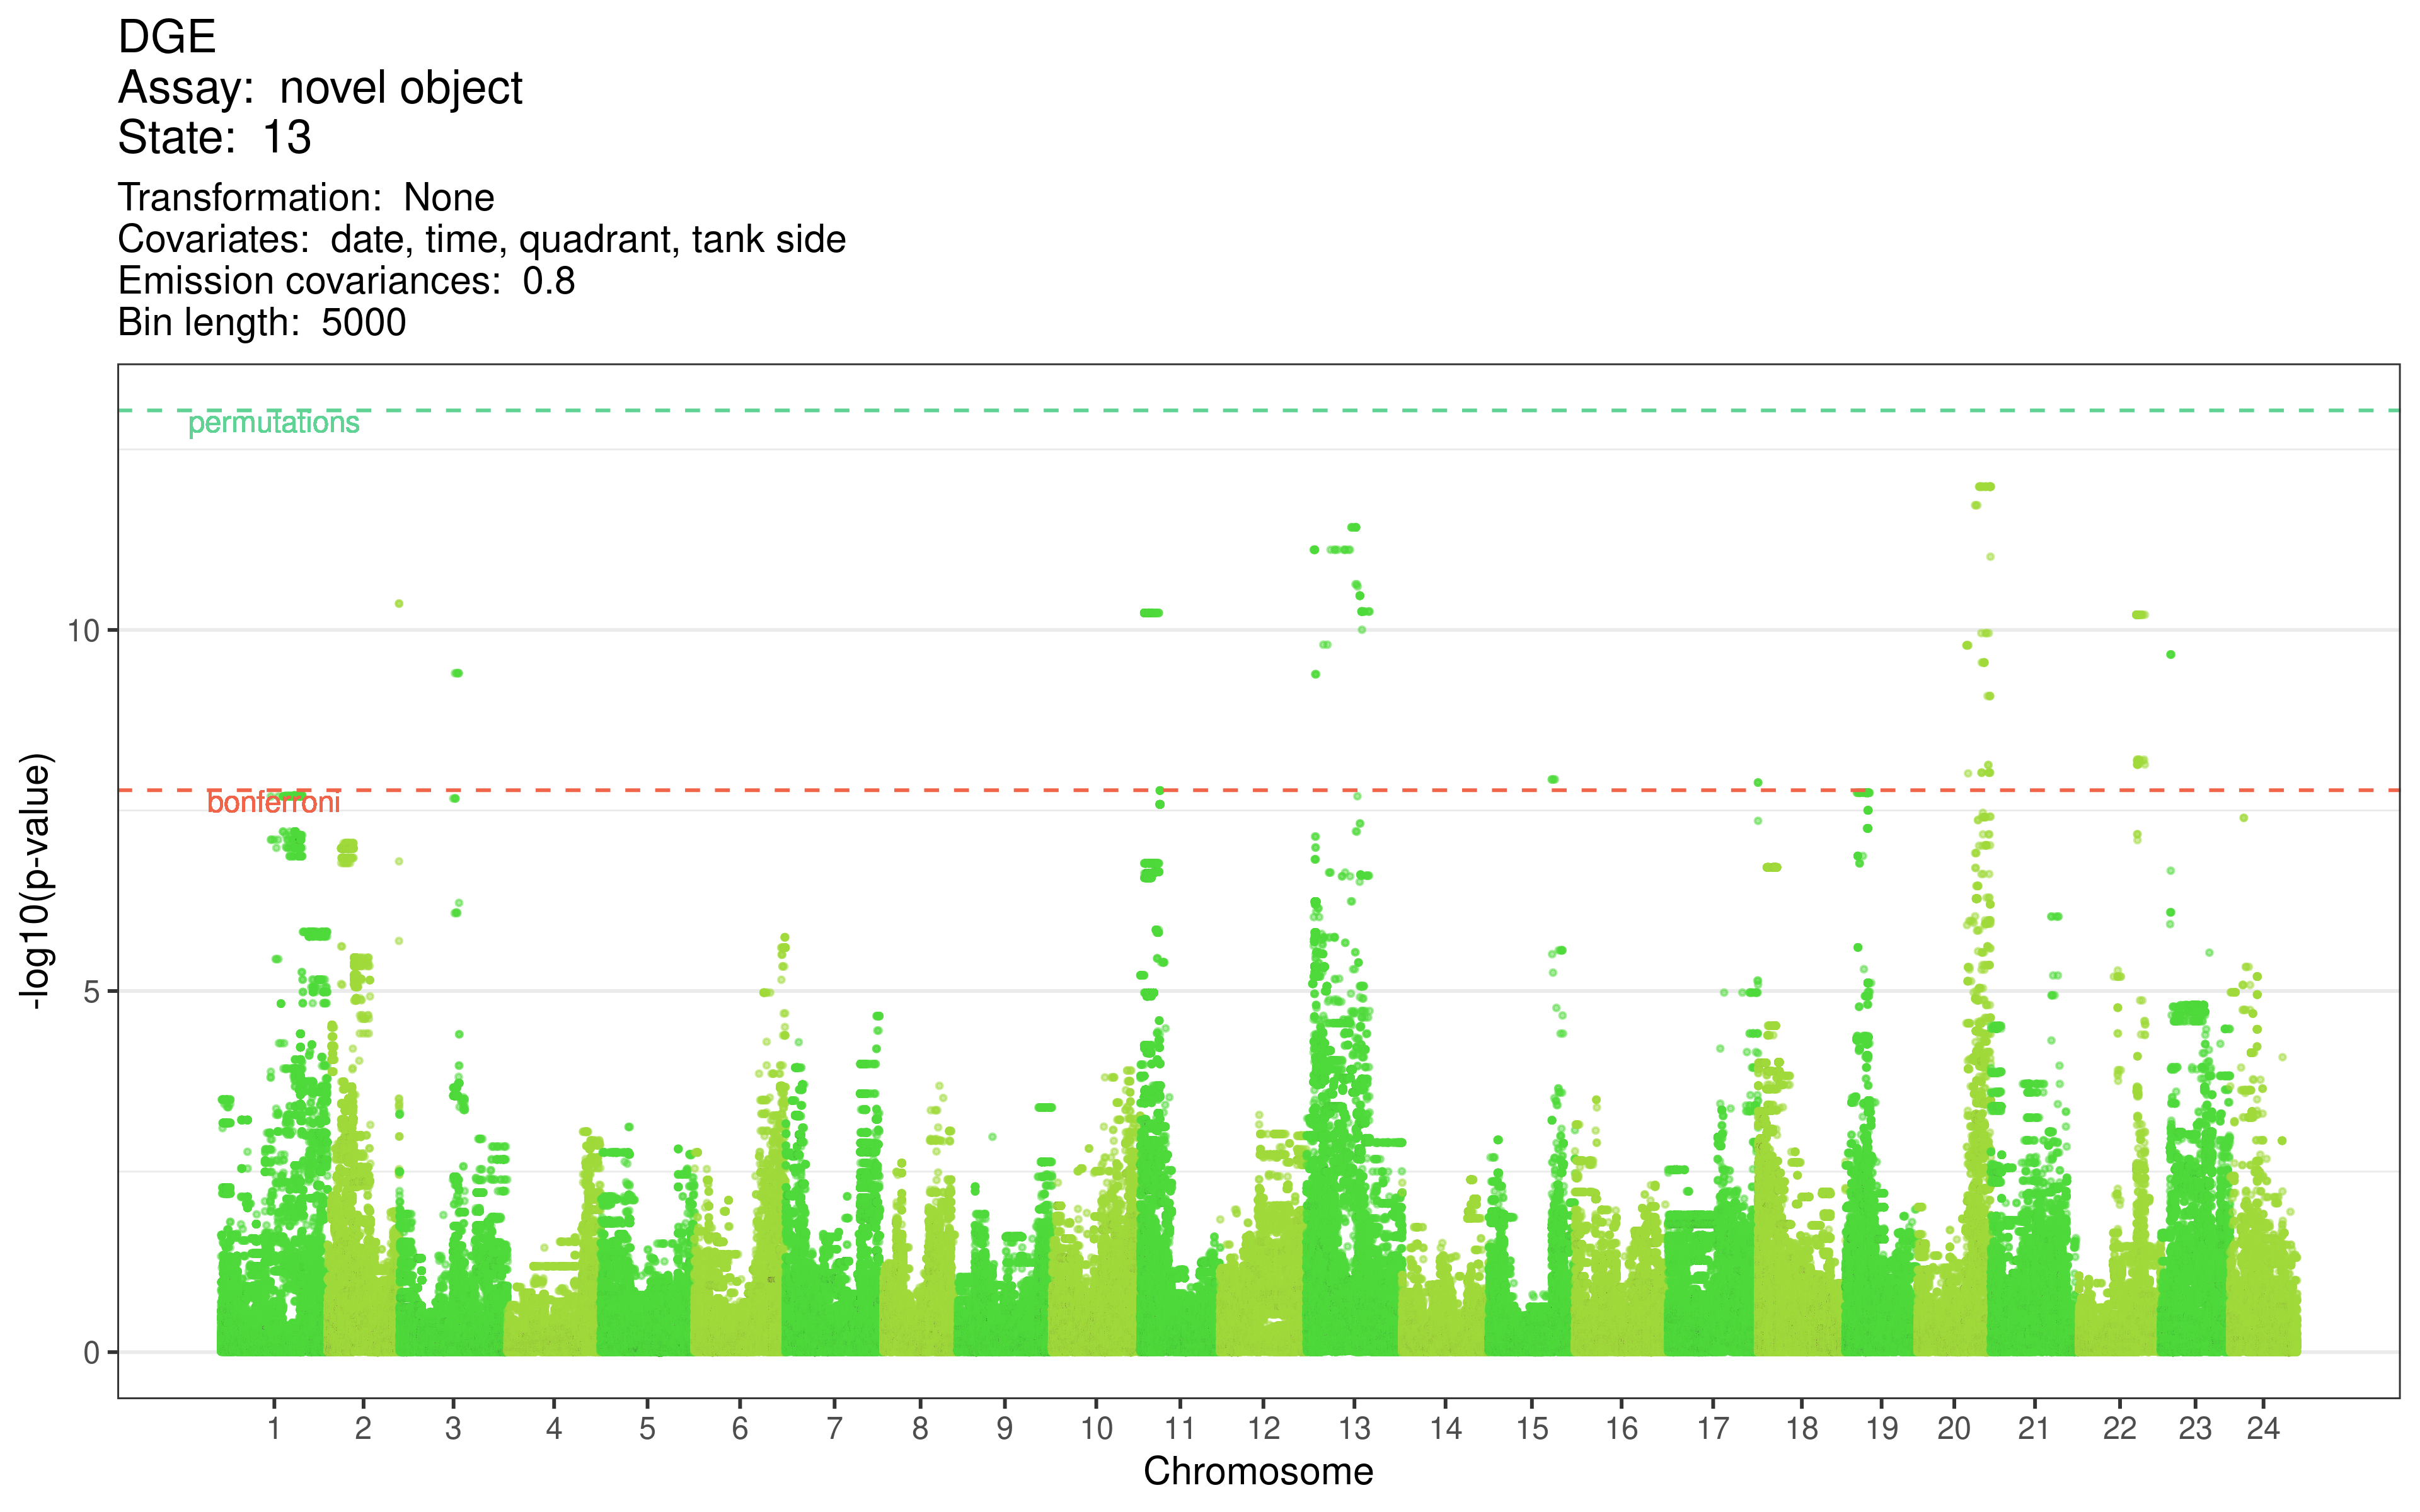 DGE
Assay:  novel object
State:  13
Transformation:  None
Covariates:  date, time, quadrant, tank side
Emission covariances:  0.8
Bin length:  5000
permutations
10
bonferroni
5
0
-log10(p-value)
1 2 3 4 5 6 7 8 9 10 11 12 13 14 15 16 17 18 19 20 21 22 23 24
Chromosome